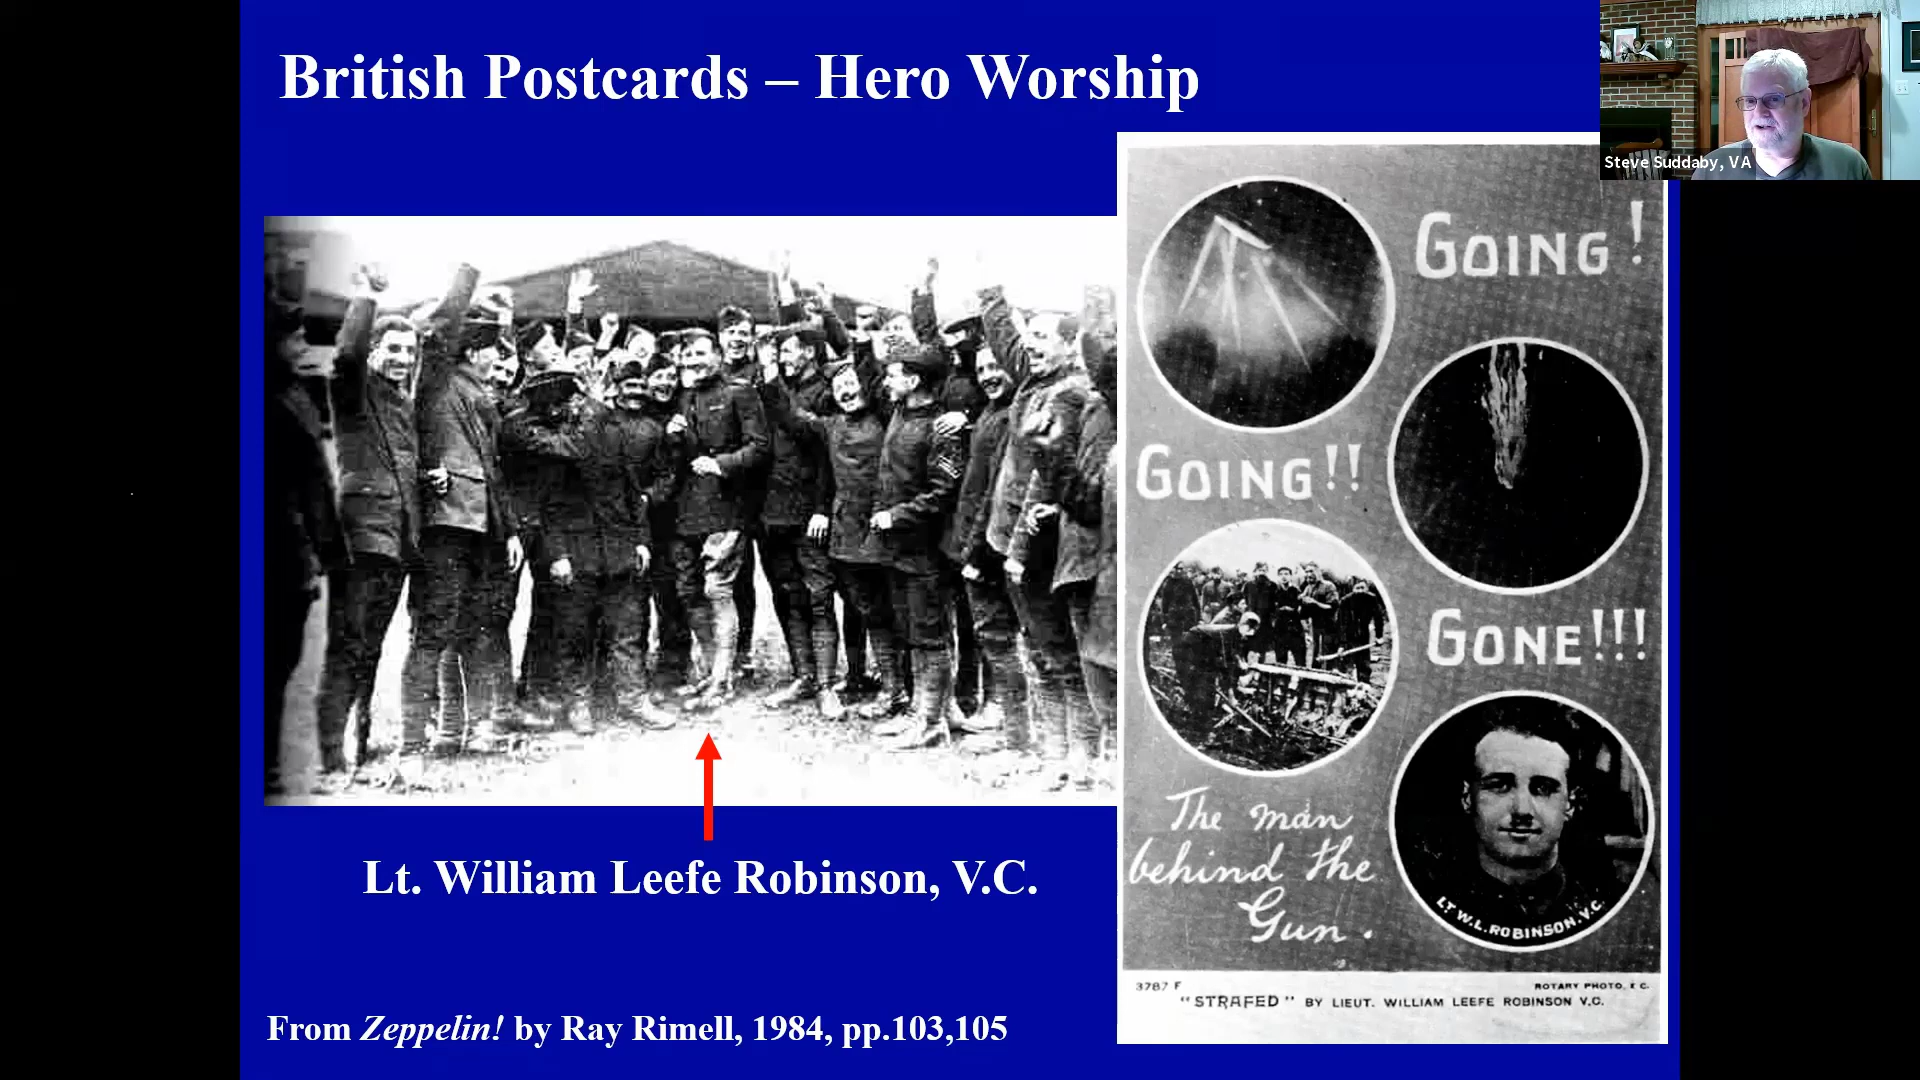 British Postcards – Hero Worship
Steve Suddaby, VA
GOING!
GOING!!
GONE!!!
The man
behind the
Gun.
LT W.L. ROBINSON. V.C.
3787 F
ROTARY PHOTO, E C.
"STRAFED" BY LIEUT. WILLIAM LEEFE ROBINSON V.C.
Lt. William Leefe Robinson, V.C.
From Zeppelin! by Ray Rimell, 1984, pp.103,105